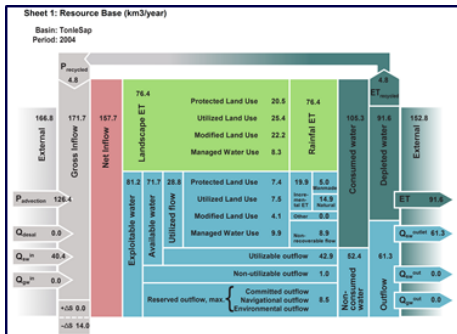 Sheet 1: Resource Base (km3/year)
Basin: TonleSap
Period: 2004
P recycled
4.8
4.8
ET recycled
166.8
External
171.7
Gross Inflow
157.7
Net Inflow
76.4
Landscape ET
Protected Land Use 20.5
Utilized Land Use 25.4
Modified Land Use 22.2
Managed Water Use 8.3
76.4
Rainfall ET
Consumed water
91.6
Depleted water
152.8
External
P advection
126.4
Q desal
0.0
Q sw in
40.4
Q gw in
0.0
+ΔS 0.0
−ΔS 14.0
81.2
Exploitable water
71.7
Available water
28.8
Utilized flow
Protected Land Use 7.4
Utilized Land Use 7.5
Modified Land Use 4.1
Managed Water Use 9.9
19.9
Incremental ET
5.0
Manmade
14.9
Natural
Other 0.0
Non-recoverable flow
8.9
Utilizable outflow 42.9
Non-utilizable outflow 1.0
Reserved outflow, max.
Committed outflow
Navigational outflow
Environmental outflow
8.5
52.4
Non-consumed water
61.3
Outflow
ET 91.6
Q sw outlet 61.3
Q sw out 0.0
Q gw out 0.0